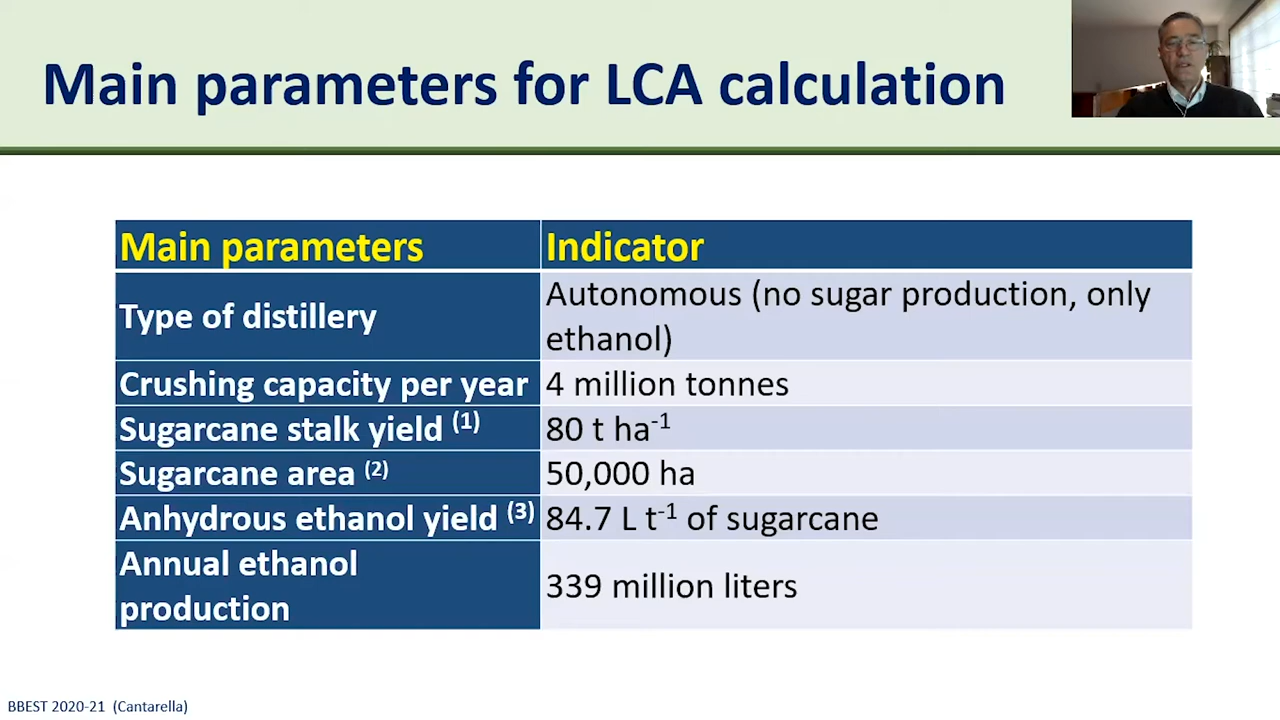 Main parameters for LCA calculation
Main parameters
Indicator
Type of distillery
Autonomous (no sugar production, only
ethanol)
Crushing capacity per year
4 million tonnes
Sugarcane stalk yield (1)
80 t ha-1
Sugarcane area (2)
50,000 ha
Anhydrous ethanol yield (3)
84.7 L t-1 of sugarcane
Annual ethanol
production
339 million liters
BBEST 2020-21 (Cantarella)